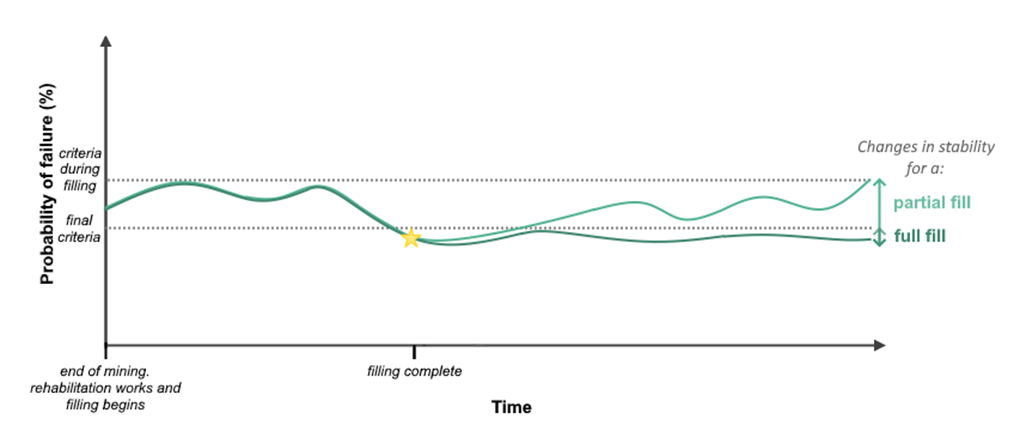 Probability of failure (%)
criteria
during
filling
final
criteria
Changes in stability
for a:
partial fill
full fill
end of mining.
rehabilitation works and
filling begins
filling complete
Time